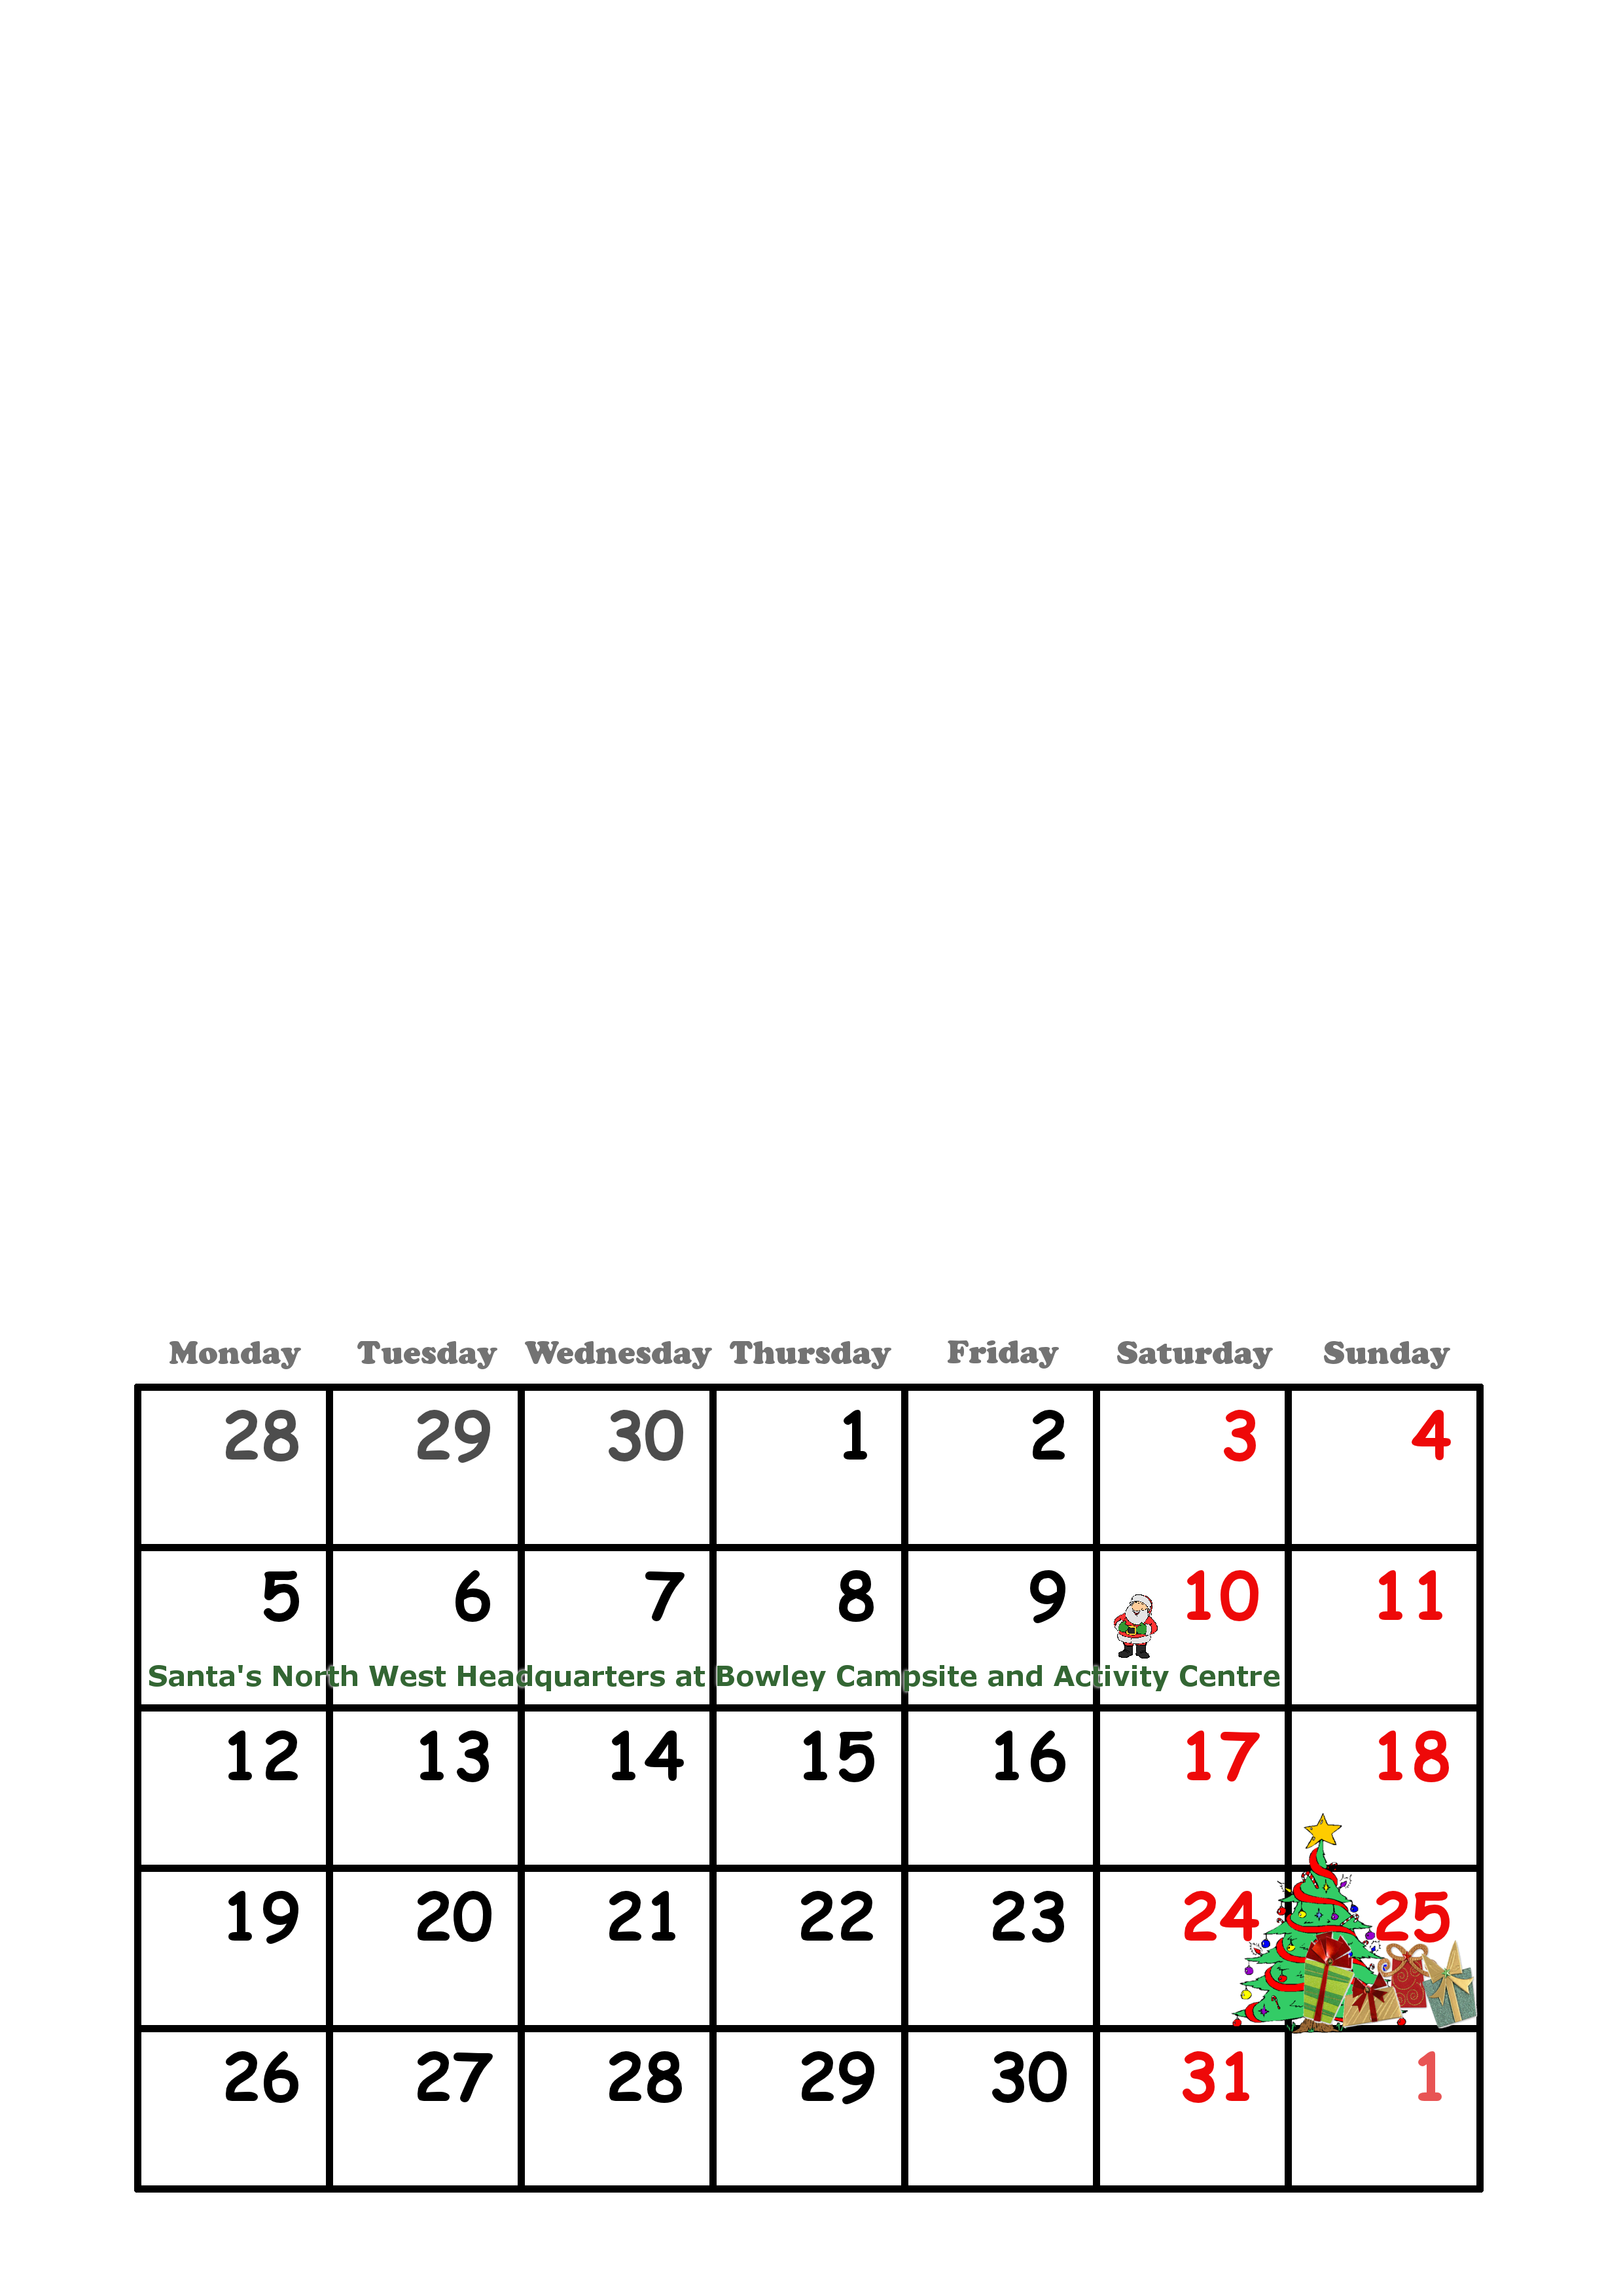 Monday Tuesday Wednesday Thursday Friday Saturday Sunday
28 29 30 1 2 3 4
5 6 7 8 9 10 11
Santa's North West Headquarters at Bowley Campsite and Activity Centre
12 13 14 15 16 17 18
19 20 21 22 23 24 25
26 27 28 29 30 31 1